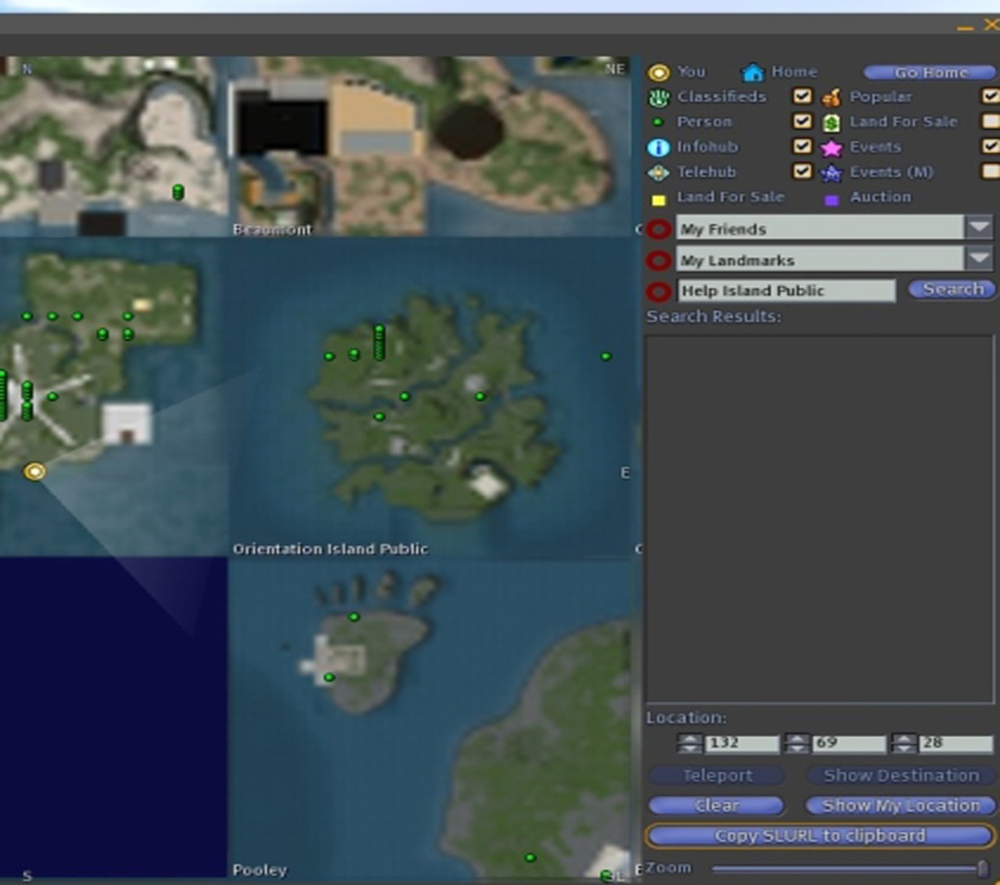 N
NE
Beaumont
Orientation Island Public
E
Pooley
S
You Home Go Home
Classifieds Popular
Person Land For Sale
Infohub Events
Telehub Events (M)
Land For Sale Auction
My Friends
My Landmarks
Help Island Public Search
Search Results:
Location:
132 69 28
Teleport Show Destination
Clear Show My Location
Copy SLURL to clipboard
Zoom